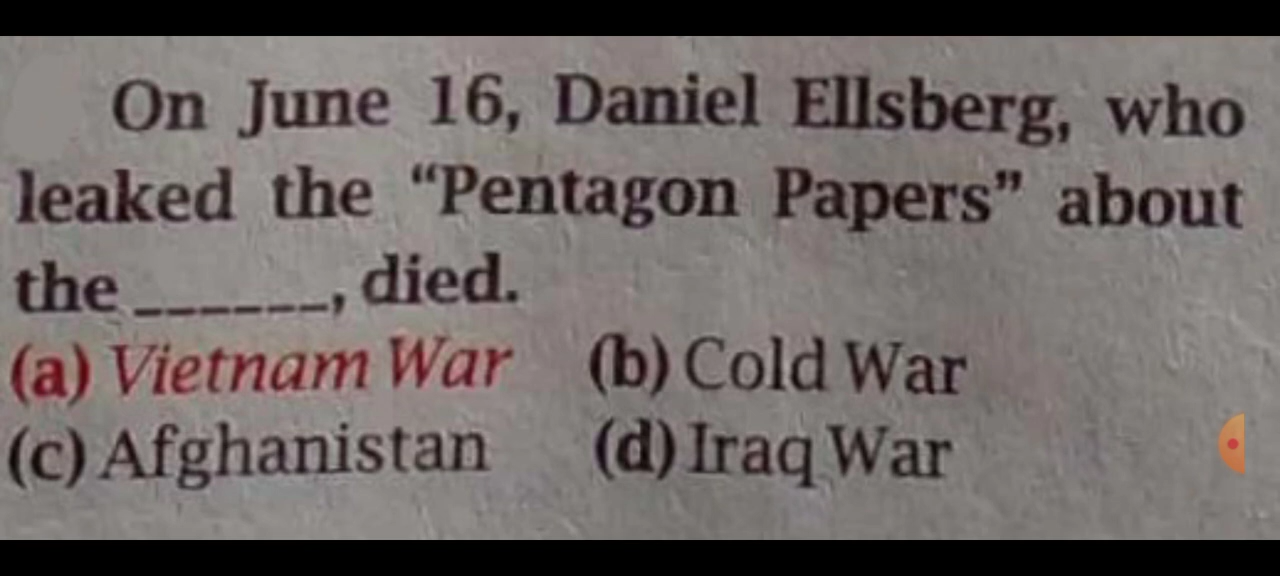 On June 16, Daniel Ellsberg, who
leaked the “Pentagon Papers” about
the ______, died.
(a) Vietnam War (b) Cold War
(c) Afghanistan (d) Iraq War